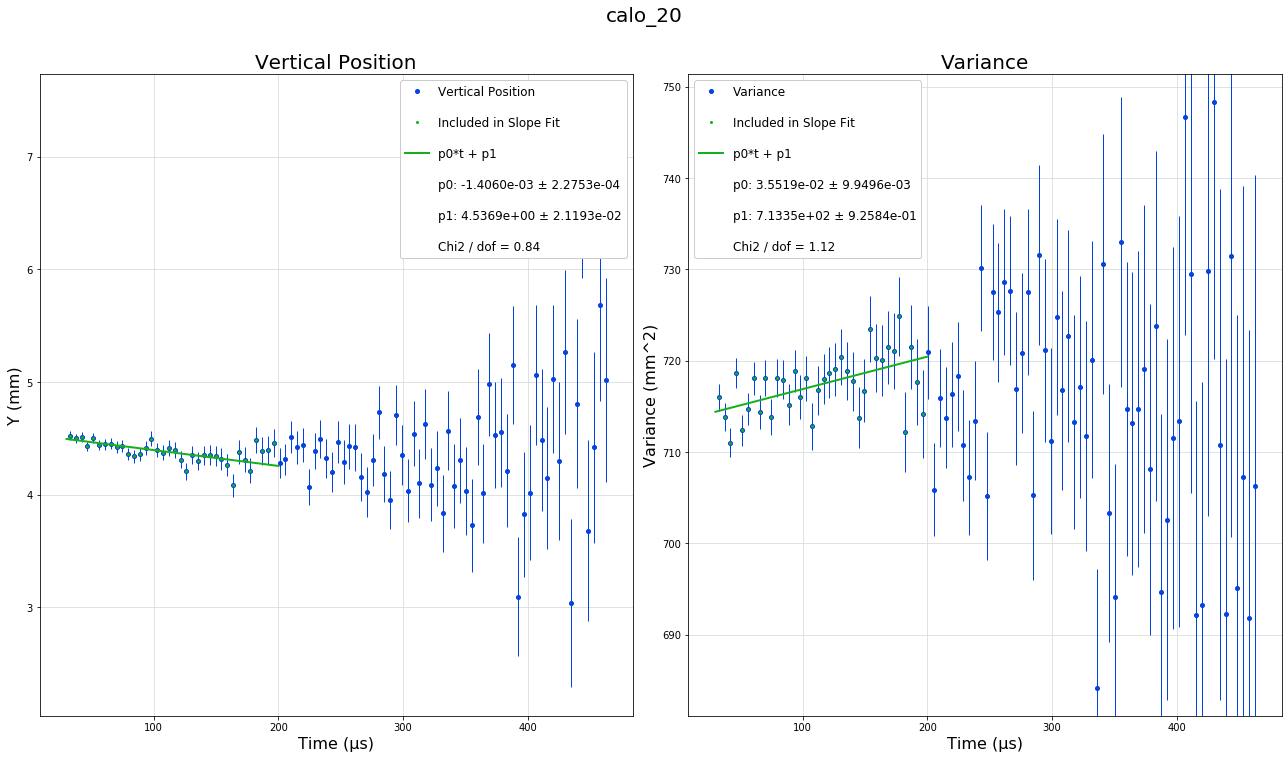 calo_20
Vertical Position
Vertical Position
Included in Slope Fit
p0*t + p1
p0: -1.4060e-03 ± 2.2753e-04
p1: 4.5369e+00 ± 2.1193e-02
Chi2 / dof = 0.84
Y (mm)
7
6
5
4
3
100
200
300
400
Time (μs)
Variance
Variance
Included in Slope Fit
p0*t + p1
p0: 3.5519e-02 ± 9.9496e-03
p1: 7.1335e+02 ± 9.2584e-01
Chi2 / dof = 1.12
Variance (mm^2)
750
740
730
720
710
700
690
100
200
300
400
Time (μs)